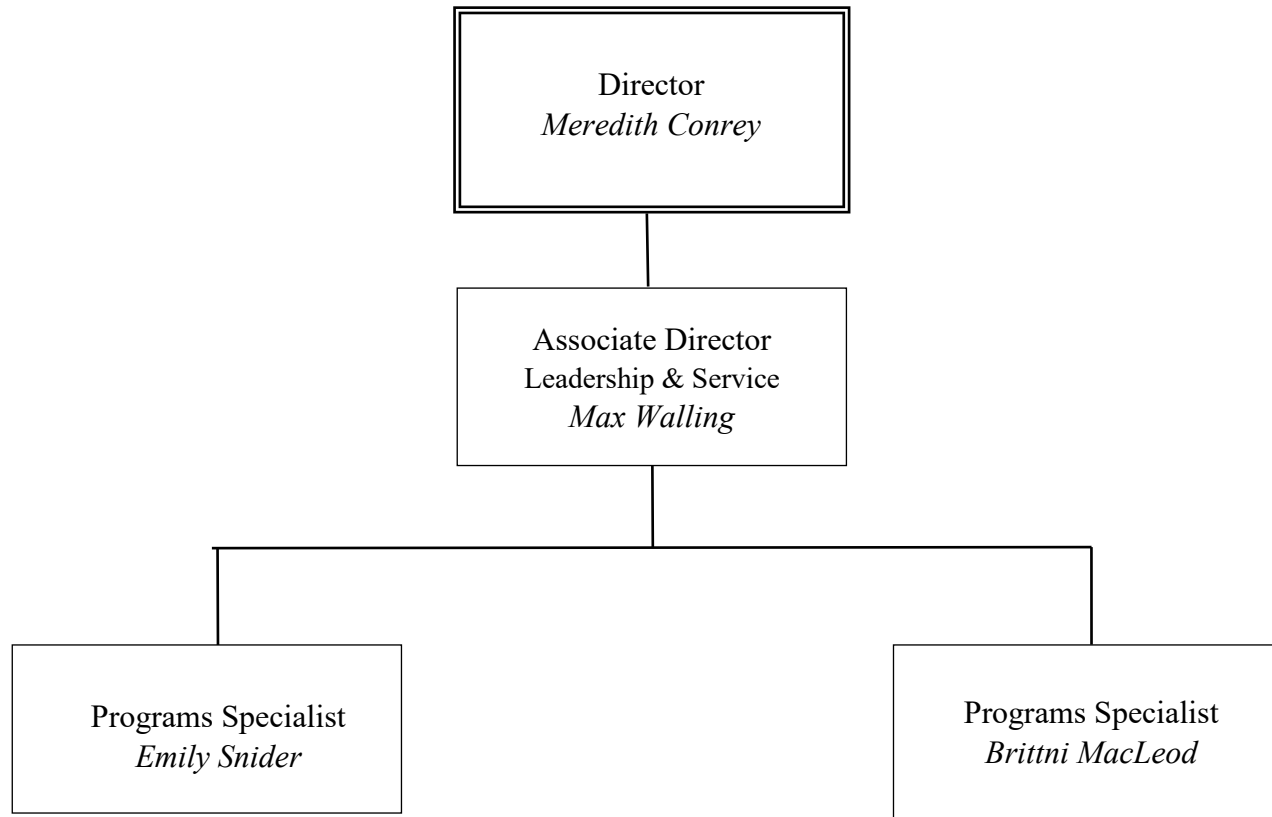 Director
Meredith Conrey
Associate Director
Leadership & Service
Max Walling
Programs Specialist
Emily Snider
Programs Specialist
Brittni MacLeod